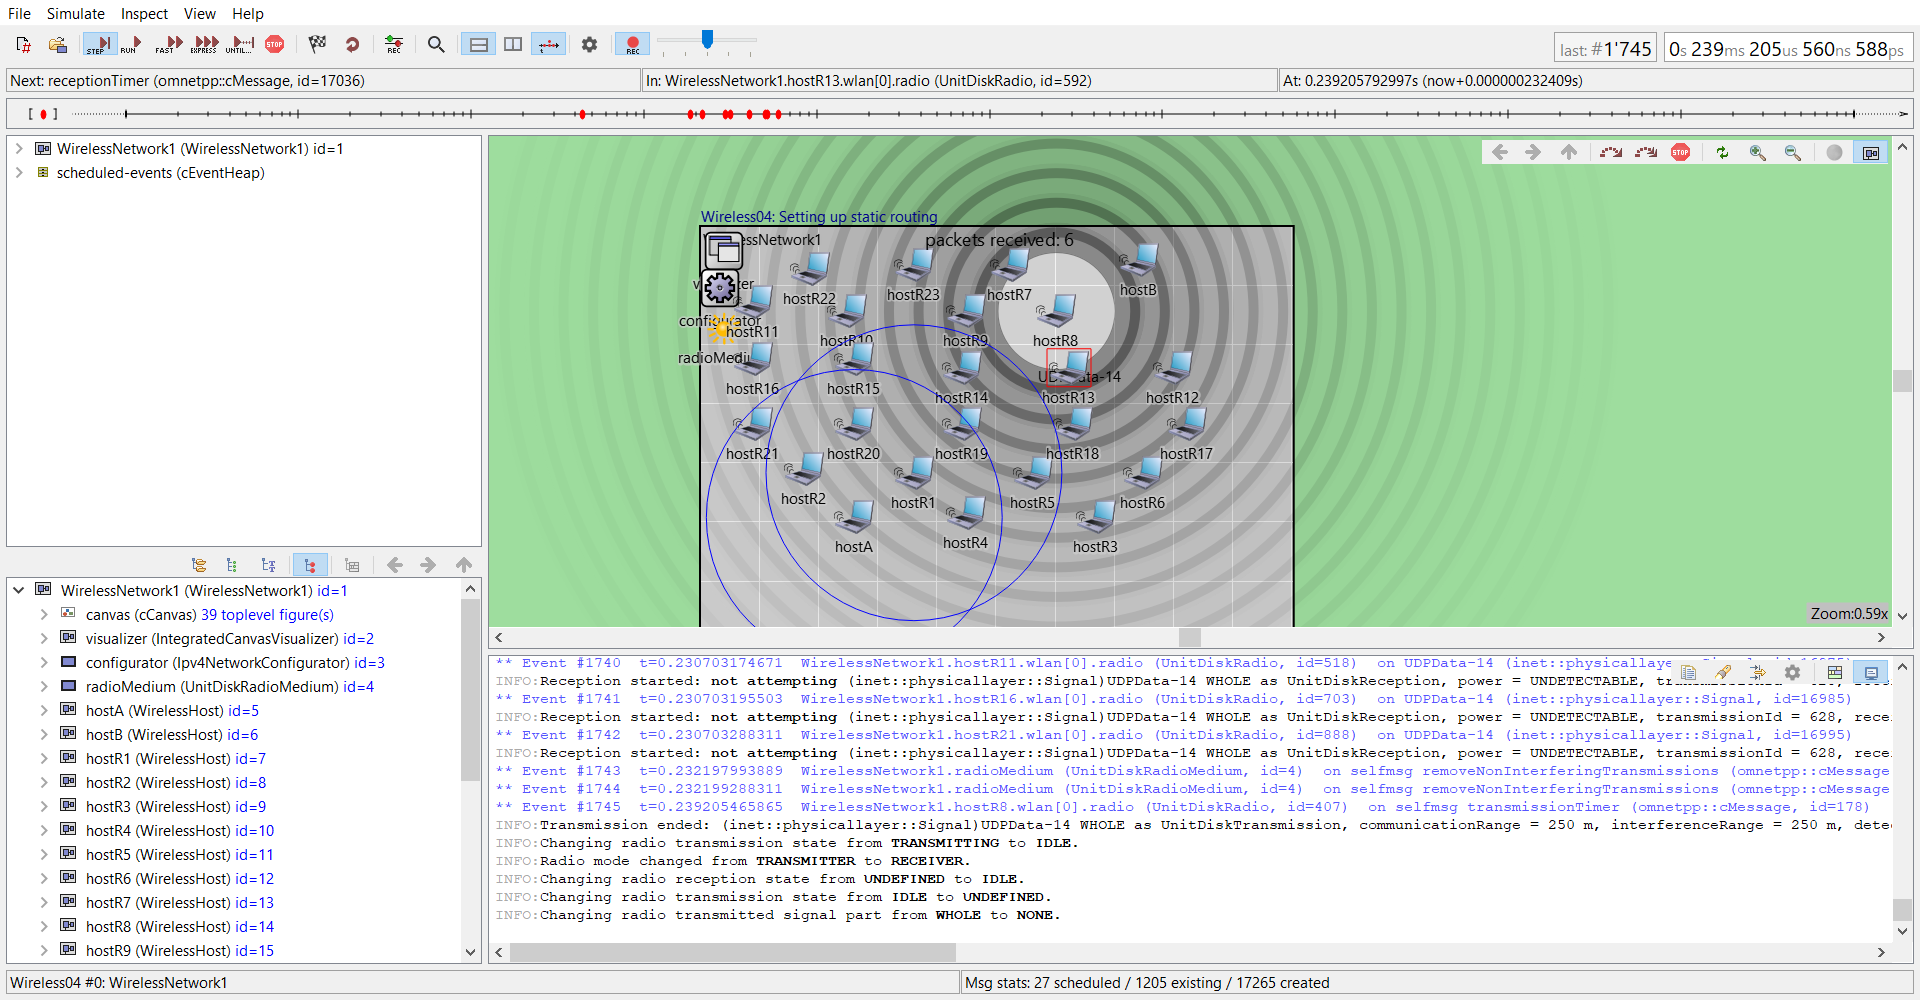 File Simulate Inspect View Help
STEP RUN FAST EXPRESS UNTIL... STOP REC REC last: #1'745 0s 239ms 205us 560ns 588ps
Next: receptionTimer (omnetpp::cMessage, id=17036) In: WirelessNetwork1.hostR13.wlan[0].radio (UnitDiskRadio, id=592) At: 0.239205792997s (now+0.000000232409s)
WirelessNetwork1 (WirelessNetwork1) id=1
scheduled-events (cEventHeap)
WirelessNetwork1 (WirelessNetwork1) id=1
canvas (cCanvas) 39 toplevel figure(s)
visualizer (IntegratedCanvasVisualizer) id=2
configurator (Ipv4NetworkConfigurator) id=3
radioMedium (UnitDiskRadioMedium) id=4
hostA (WirelessHost) id=5
hostB (WirelessHost) id=6
hostR1 (WirelessHost) id=7
hostR2 (WirelessHost) id=8
hostR3 (WirelessHost) id=9
hostR4 (WirelessHost) id=10
hostR5 (WirelessHost) id=11
hostR6 (WirelessHost) id=12
hostR7 (WirelessHost) id=13
hostR8 (WirelessHost) id=14
hostR9 (WirelessHost) id=15
STOP
Wireless04: Setting up static routing
packets received: 6
hostR22 hostR23 hostR7 hostB
configurator
hostR11 hostR10 hostR9 hostR8
hostR16 hostR15 hostR14 hostR13 hostR12
hostR21 hostR20 hostR19 hostR18 hostR17
hostR2 hostR1 hostR5 hostR6
hostA hostR4 hostR3
Zoom:0.59x
** Event #1740 t=0.230703174671 WirelessNetwork1.hostR11.wlan[0].radio (UnitDiskRadio, id=518) on UDPData-14 (inet::physicallayer::Signal,
INFO:Reception started: not attempting (inet::physicallayer::Signal)UDPData-14 WHOLE as UnitDiskReception, power = UNDETECTABLE,
** Event #1741 t=0.230703195503 WirelessNetwork1.hostR16.wlan[0].radio (UnitDiskRadio, id=703) on UDPData-14 (inet::physicallayer::Signal, id=16985)
INFO:Reception started: not attempting (inet::physicallayer::Signal)UDPData-14 WHOLE as UnitDiskReception, power = UNDETECTABLE, transmissionId = 628, rece
** Event #1742 t=0.230703288311 WirelessNetwork1.hostR21.wlan[0].radio (UnitDiskRadio, id=888) on UDPData-14 (inet::physicallayer::Signal, id=16995)
INFO:Reception started: not attempting (inet::physicallayer::Signal)UDPData-14 WHOLE as UnitDiskReception, power = UNDETECTABLE, transmissionId = 628, rece
** Event #1743 t=0.232197993889 WirelessNetwork1.radioMedium (UnitDiskRadioMedium, id=4) on selfmsg removeNonInterferingTransmissions (omnetpp::cMessage
** Event #1744 t=0.232199288311 WirelessNetwork1.radioMedium (UnitDiskRadioMedium, id=4) on selfmsg removeNonInterferingTransmissions (omnetpp::cMessage
** Event #1745 t=0.239205465865 WirelessNetwork1.hostR8.wlan[0].radio (UnitDiskRadio, id=407) on selfmsg transmissionTimer (omnetpp::cMessage, id=178)
INFO:Transmission ended: (inet::physicallayer::Signal)UDPData-14 WHOLE as UnitDiskTransmission, communicationRange = 250 m, interferenceRange = 250 m, dete
INFO:Changing radio transmission state from TRANSMITTING to IDLE.
INFO:Radio mode changed from TRANSMITTER to RECEIVER.
INFO:Changing radio reception state from UNDEFINED to IDLE.
INFO:Changing radio transmission state from IDLE to UNDEFINED.
INFO:Changing radio transmitted signal part from WHOLE to NONE.
Wireless04 #0: WirelessNetwork1 Msg stats: 27 scheduled / 1205 existing / 17265 created